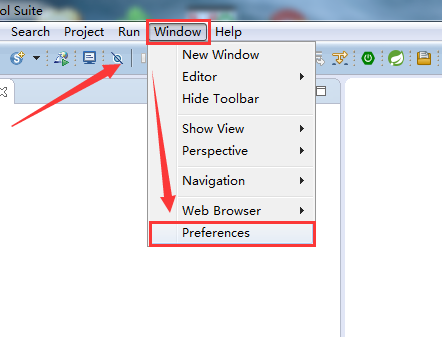 ol Suite
Search Project Run Window Help
New Window
Editor
Hide Toolbar
Show View
Perspective
Navigation
Web Browser
Preferences